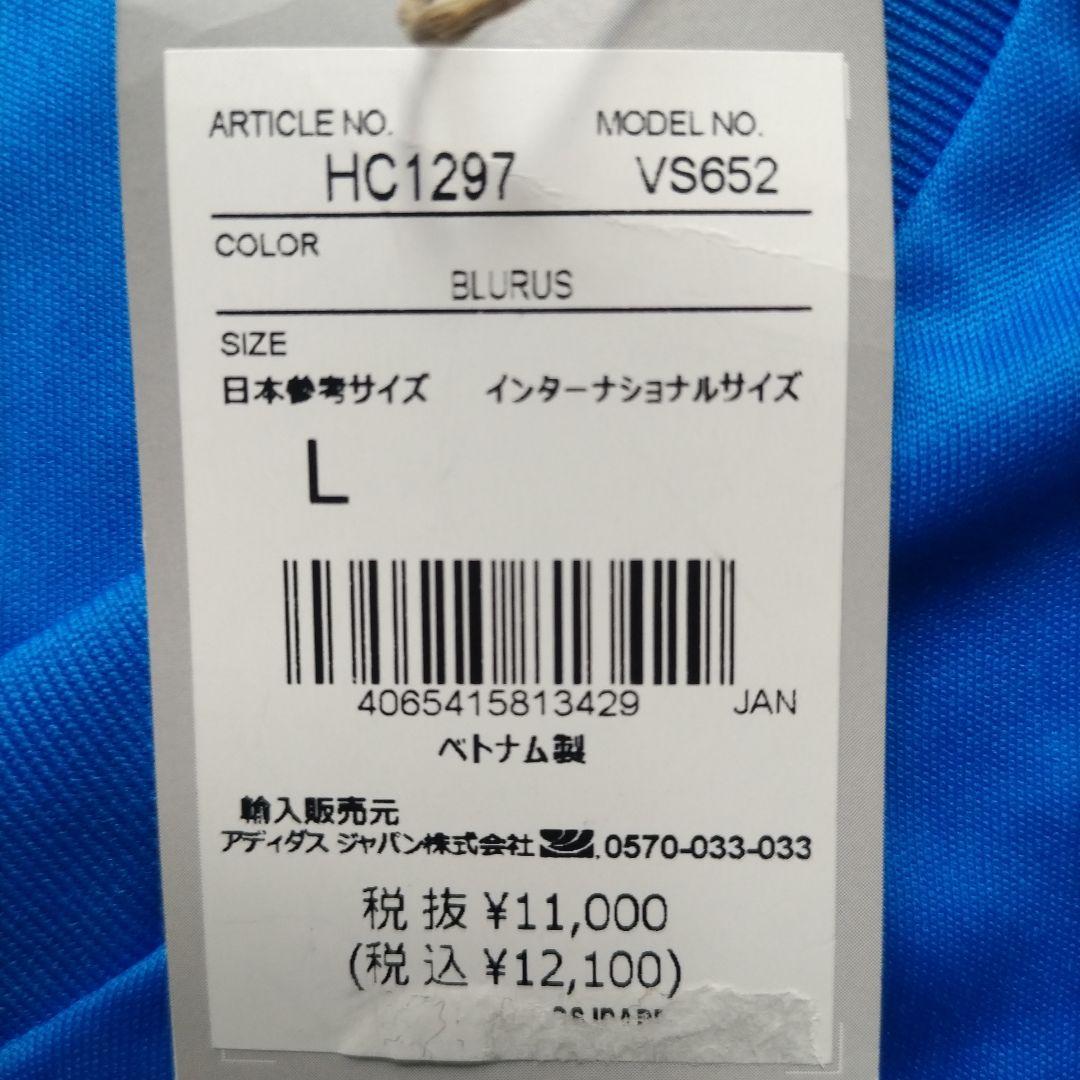 ARTICLE NO. MODEL NO.
HC1297 VS652
COLOR
BLURUS
SIZE
日本参考サイズ インターナショナルサイズ
L
4065415813429 JAN
ベトナム製
輸入販売元
アディダス ジャパン株式会社 0570-033-033
税 抜 ¥11,000
(税 込 ¥12,100)